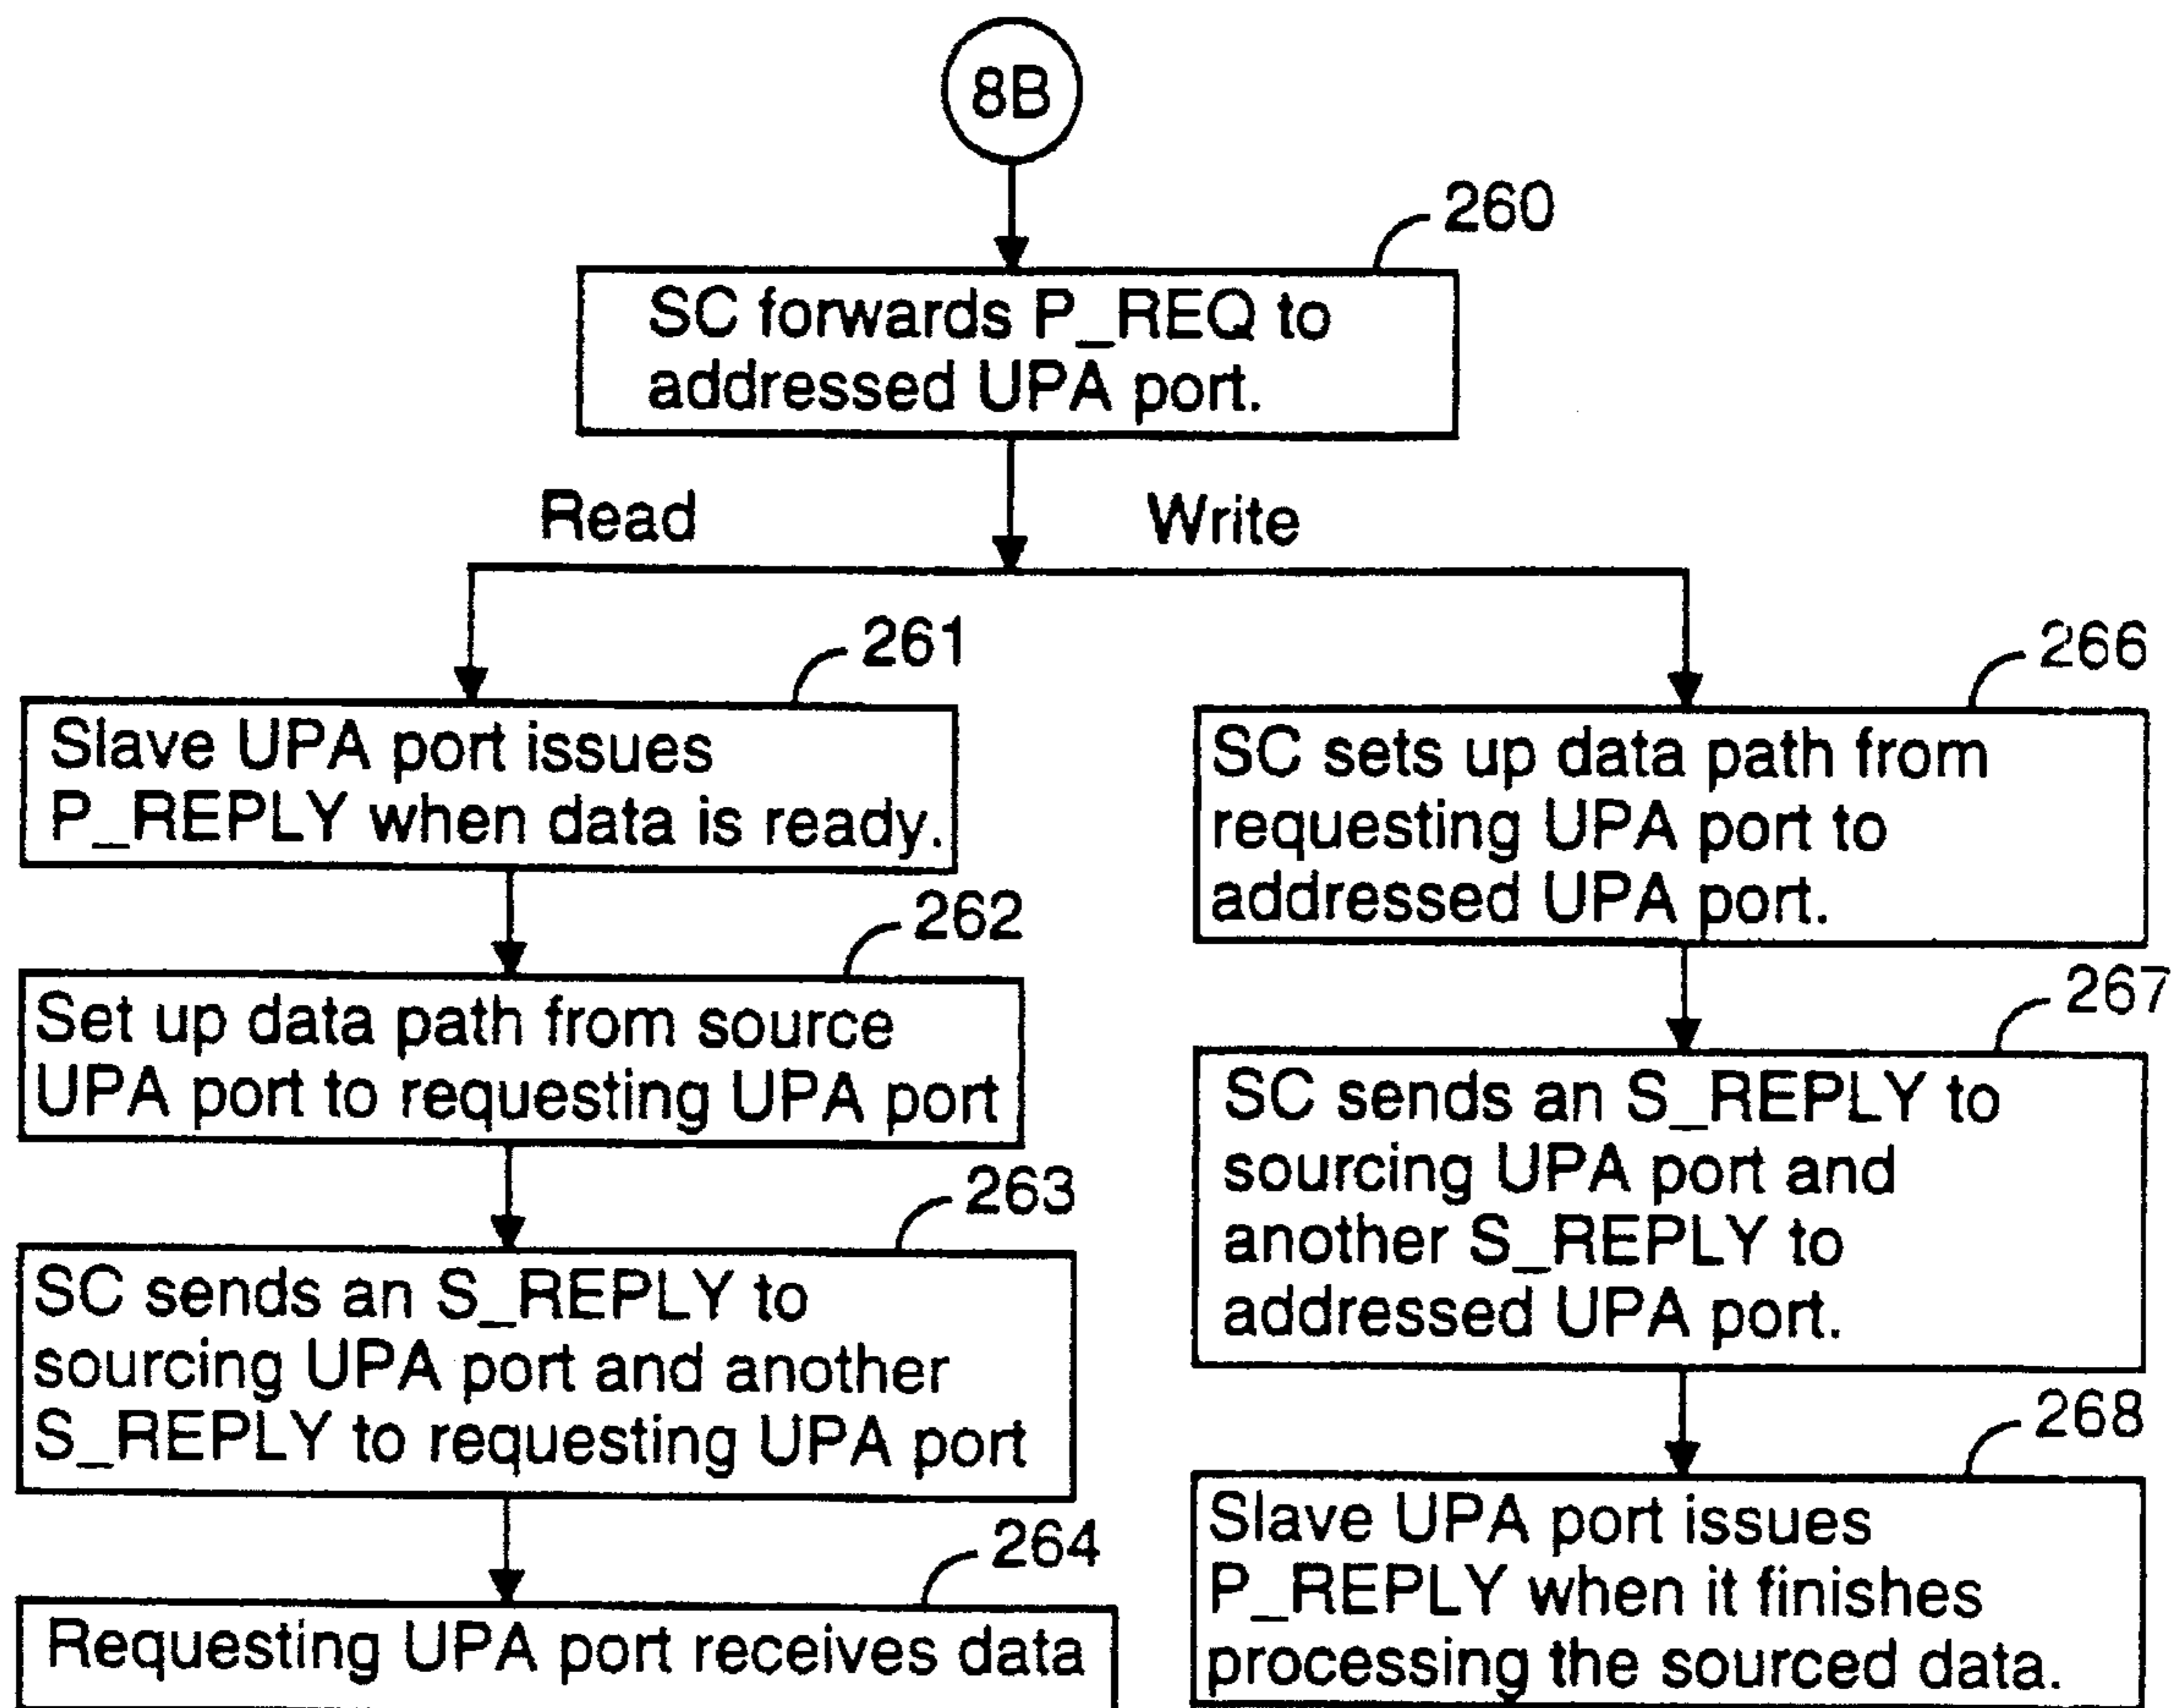 8B
260
SC forwards P_REQ to
addressed UPA port.
Read
Write
261
Slave UPA port issues
P_REPLY when data is ready.
262
Set up data path from source
UPA port to requesting UPA port
263
SC sends an S_REPLY to
sourcing UPA port and another
S_REPLY to requesting UPA port
264
Requesting UPA port receives data
266
SC sets up data path from
requesting UPA port to
addressed UPA port.
267
SC sends an S_REPLY to
sourcing UPA port and
another S_REPLY to
addressed UPA port.
268
Slave UPA port issues
P_REPLY when it finishes
processing the sourced data.